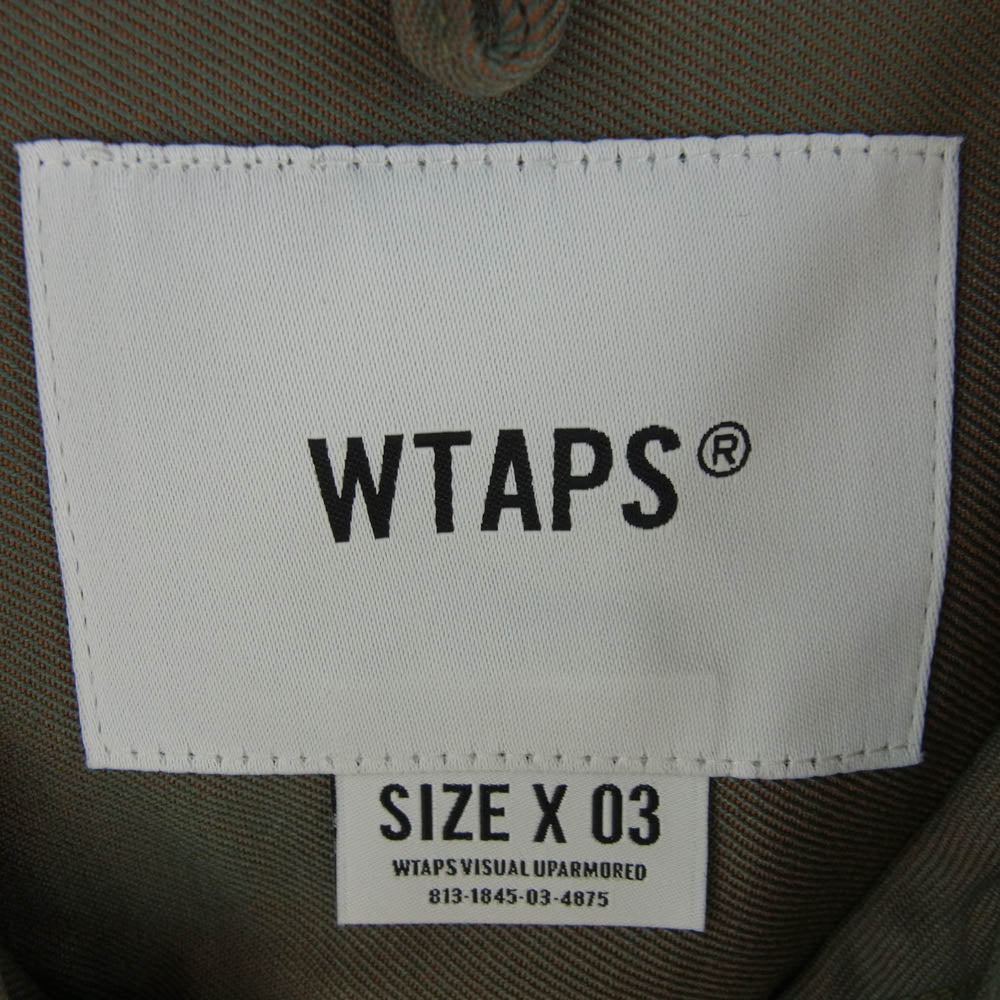 WTAPS®
SIZE X 03
WTAPS VISUAL UPARMORED
813-1845-03-4875